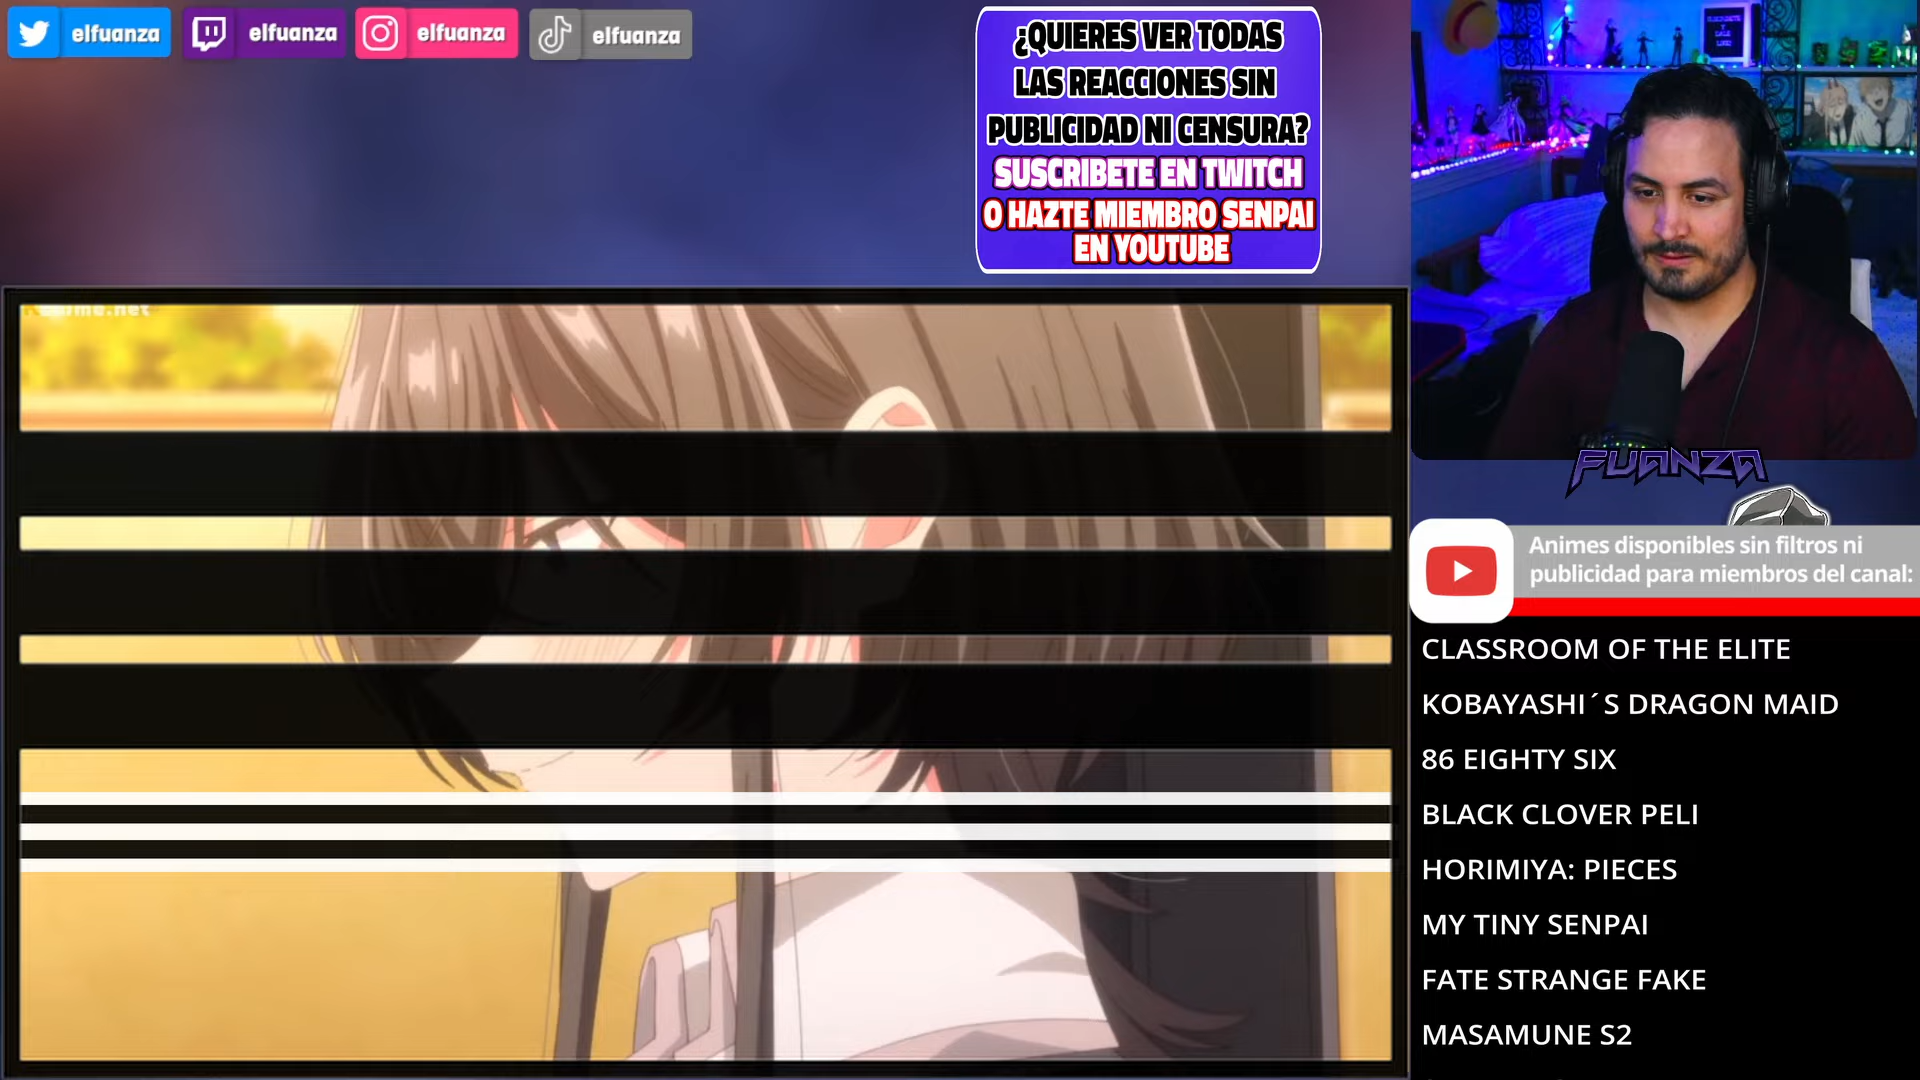 elfuanza
elfuanza
elfuanza
elfuanza
¿QUIERES VER TODAS
LAS REACCIONES SIN
PUBLICIDAD NI CENSURA?
SUSCRIBETE EN TWITCH
O HAZTE MIEMBRO SENPAI
EN YOUTUBE
FUANZA
Animes disponibles sin filtros ni
publicidad para miembros del canal:
CLASSROOM OF THE ELITE
KOBAYASHI´S DRAGON MAID
86 EIGHTY SIX
BLACK CLOVER PELI
HORIMIYA: PIECES
MY TINY SENPAI
FATE STRANGE FAKE
MASAMUNE S2